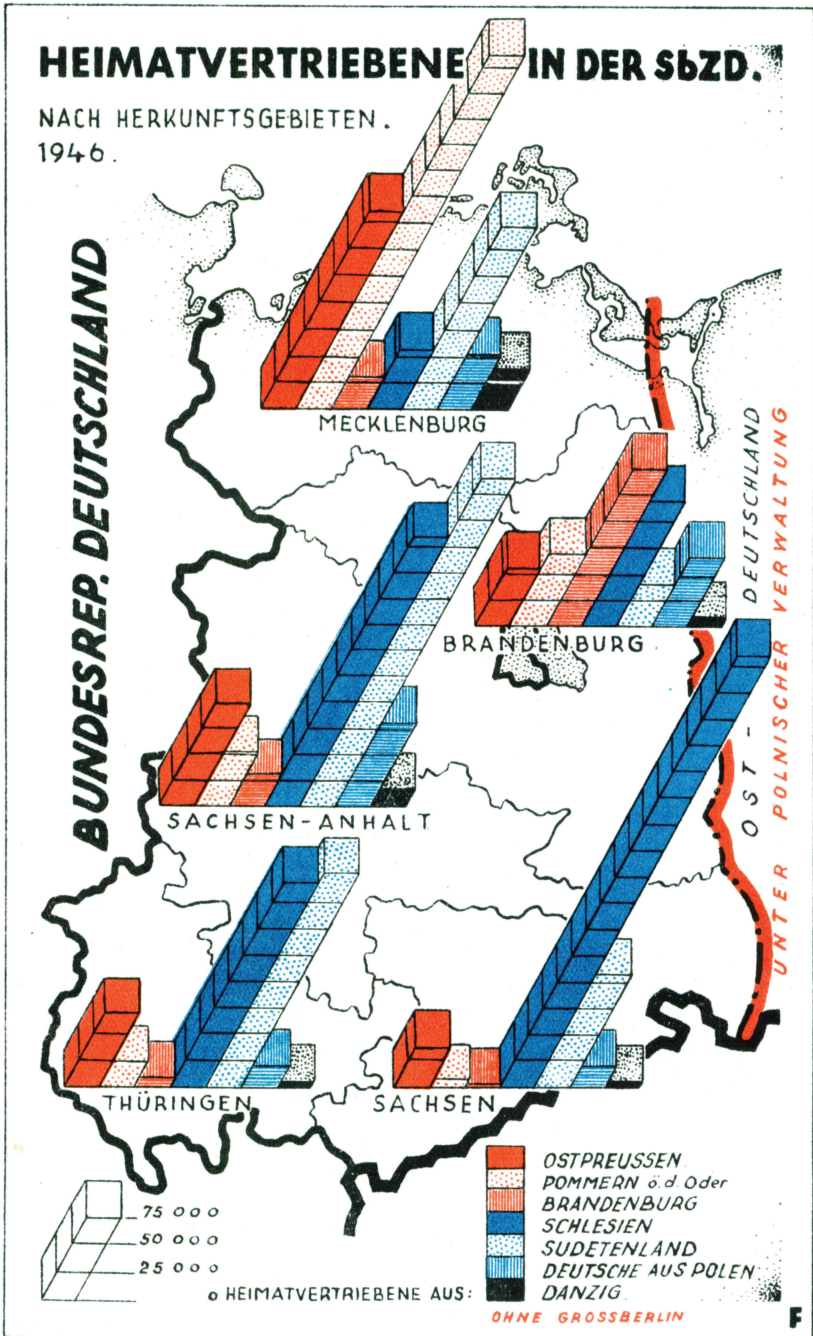 HEIMATVERTRIEBENE IN DER SbZD.
NACH HERKUNFTSGEBIETEN.
1946.
BUNDESREP. DEUTSCHLAND
MECKLENBURG
BRANDENBURG
OST- DEUTSCHLAND
UNTER POLNISCHER VERWALTUNG
SACHSEN-ANHALT
THÜRINGEN
SACHSEN
75 000
50 000
25 000
0 HEIMATVERTRIEBENE AUS:
OSTPREUSSEN
POMMERN ö.d. Oder
BRANDENBURG
SCHLESIEN
SUDETENLAND
DEUTSCHE AUS POLEN
DANZIG
OHNE GROSSBERLIN
F